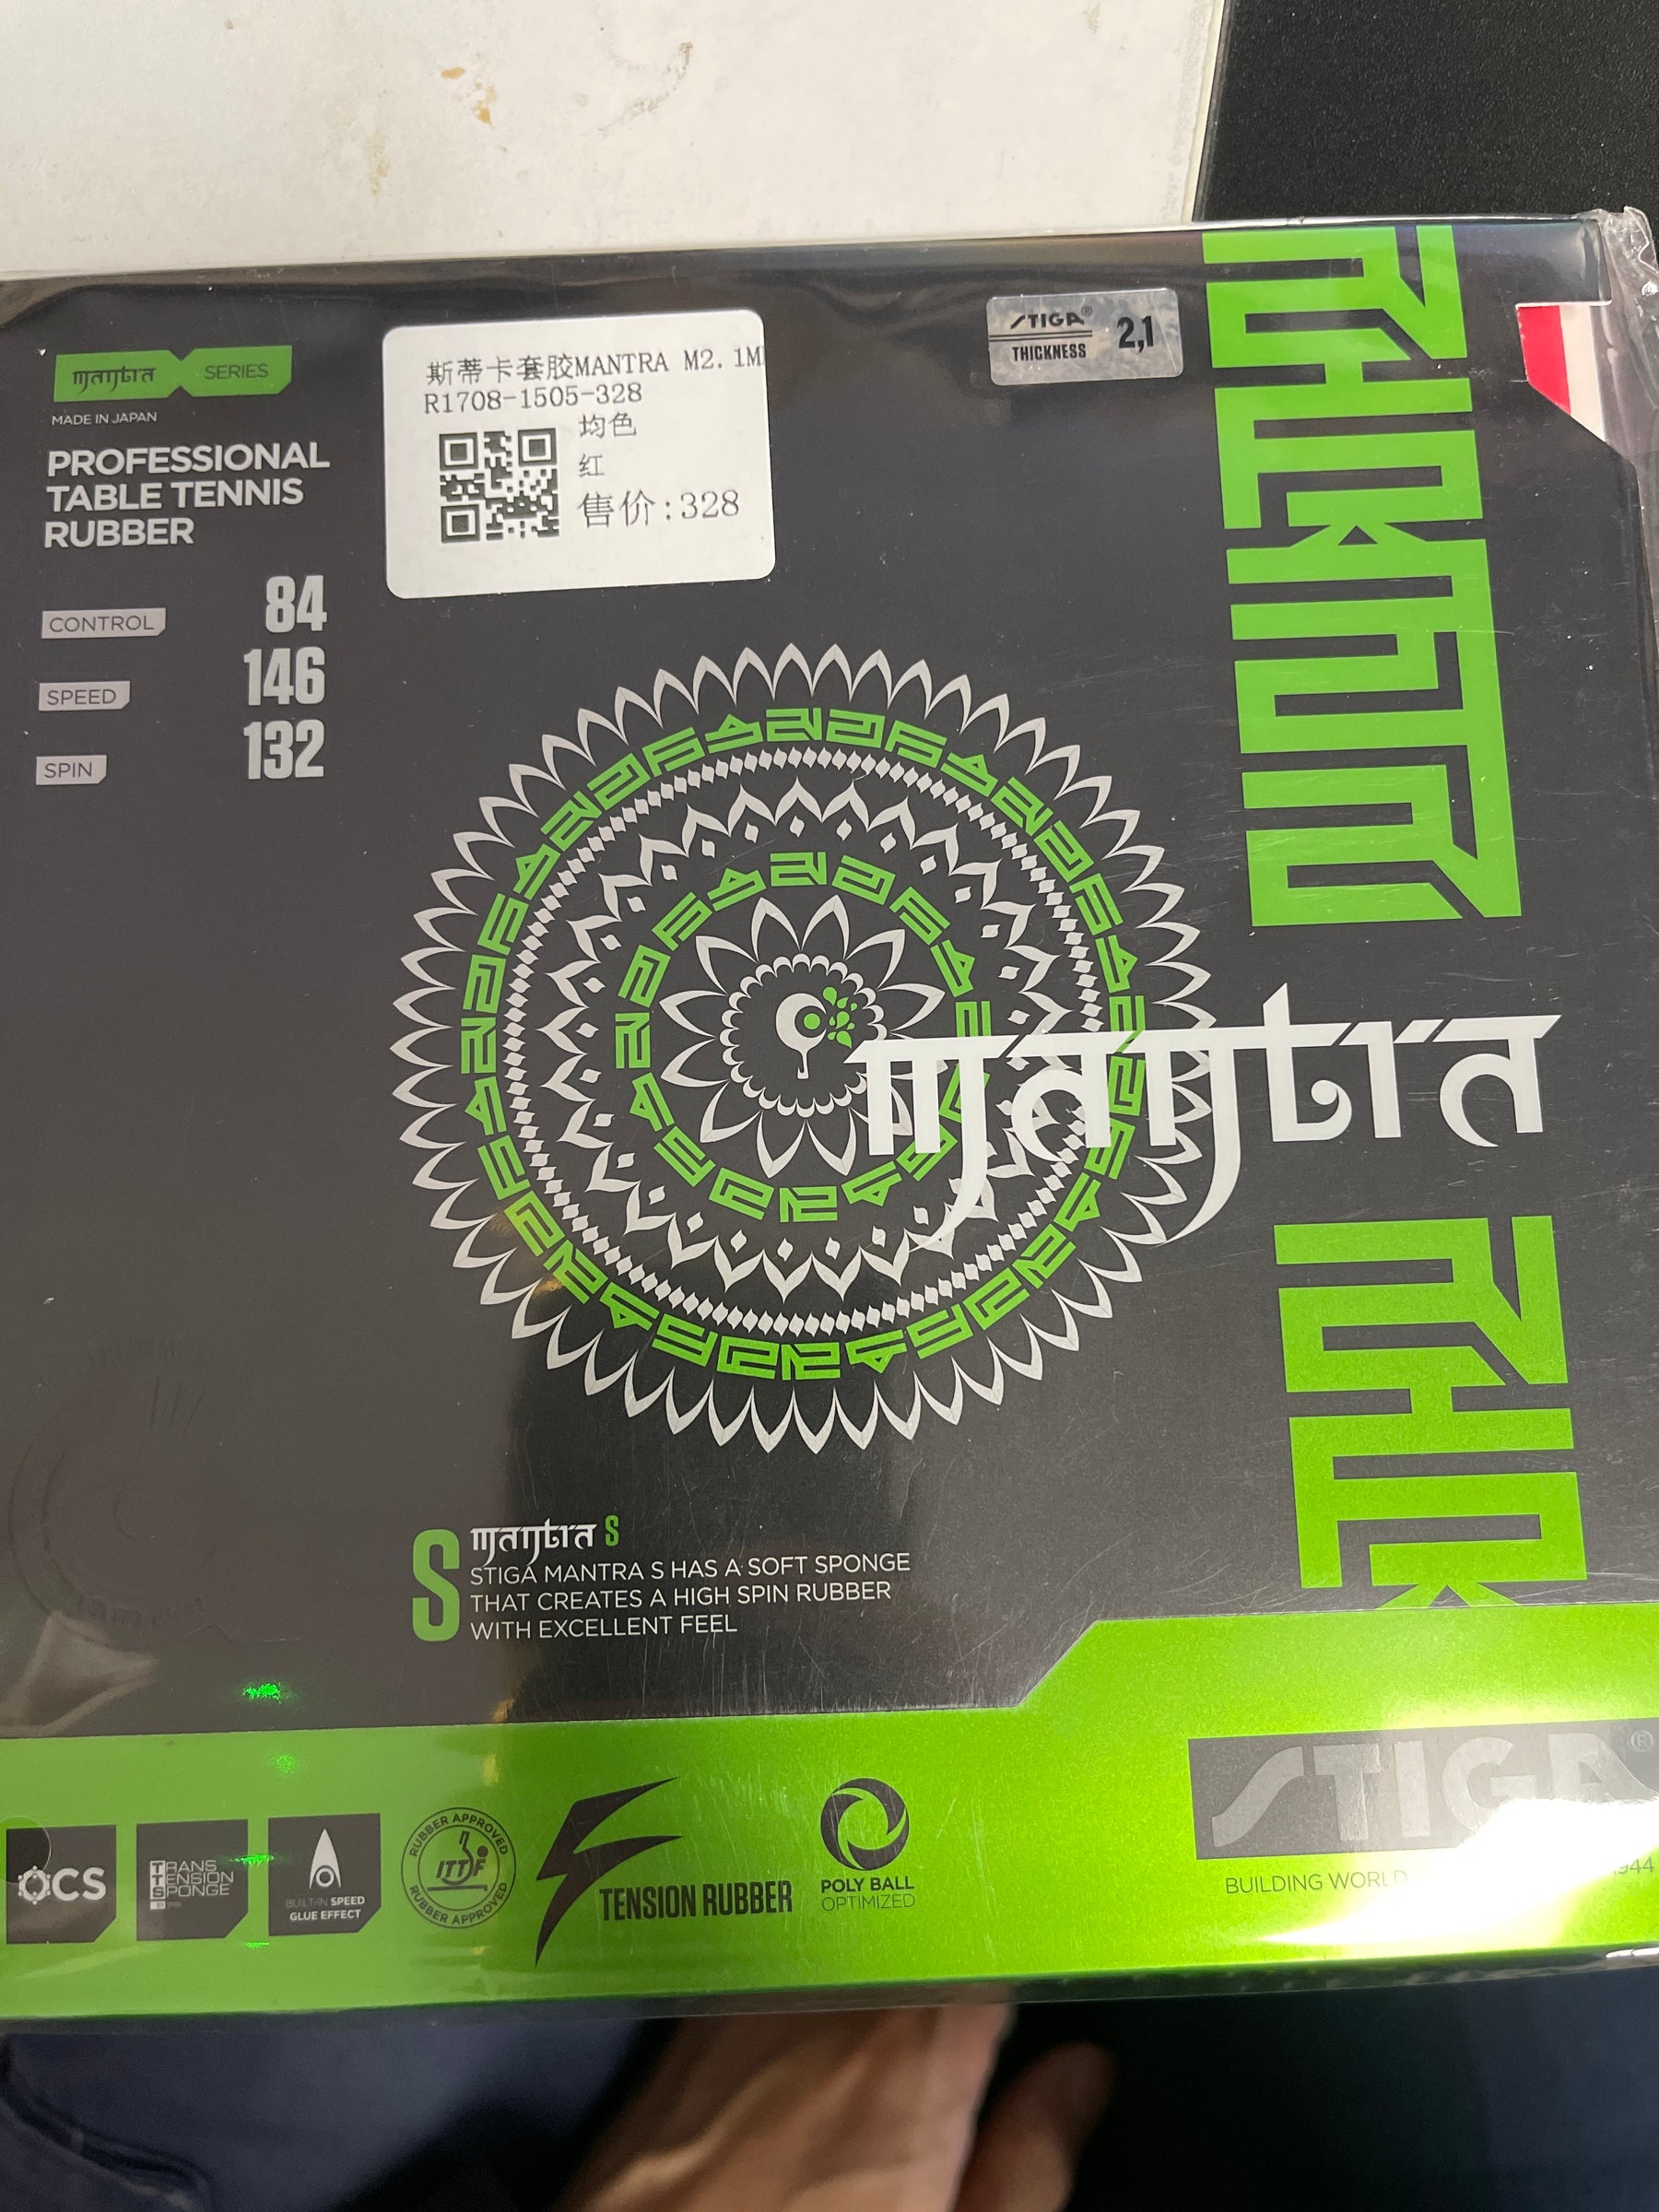 mantra SERIES
MADE IN JAPAN
PROFESSIONAL
TABLE TENNIS
RUBBER
CONTROL 84
SPEED 146
SPIN 132
斯蒂卡套胶MANTRA M2.1M
R1708-1505-328
均色
红
售价:328
STIGA®
THICKNESS
2,1
mantra
S
mantra S
STIGA MANTRA S HAS A SOFT SPONGE
THAT CREATES A HIGH SPIN RUBBER
WITH EXCELLENT FEEL
CS
TRANS
TENSION
SPONGE
TTS
BUILT-IN SPEED
GLUE EFFECT
RUBBER APPROVED
ITTF
RUBBER APPROVED
TENSION RUBBER
POLY BALL
OPTIMIZED
STIGA®
BUILDING WORLD 1944